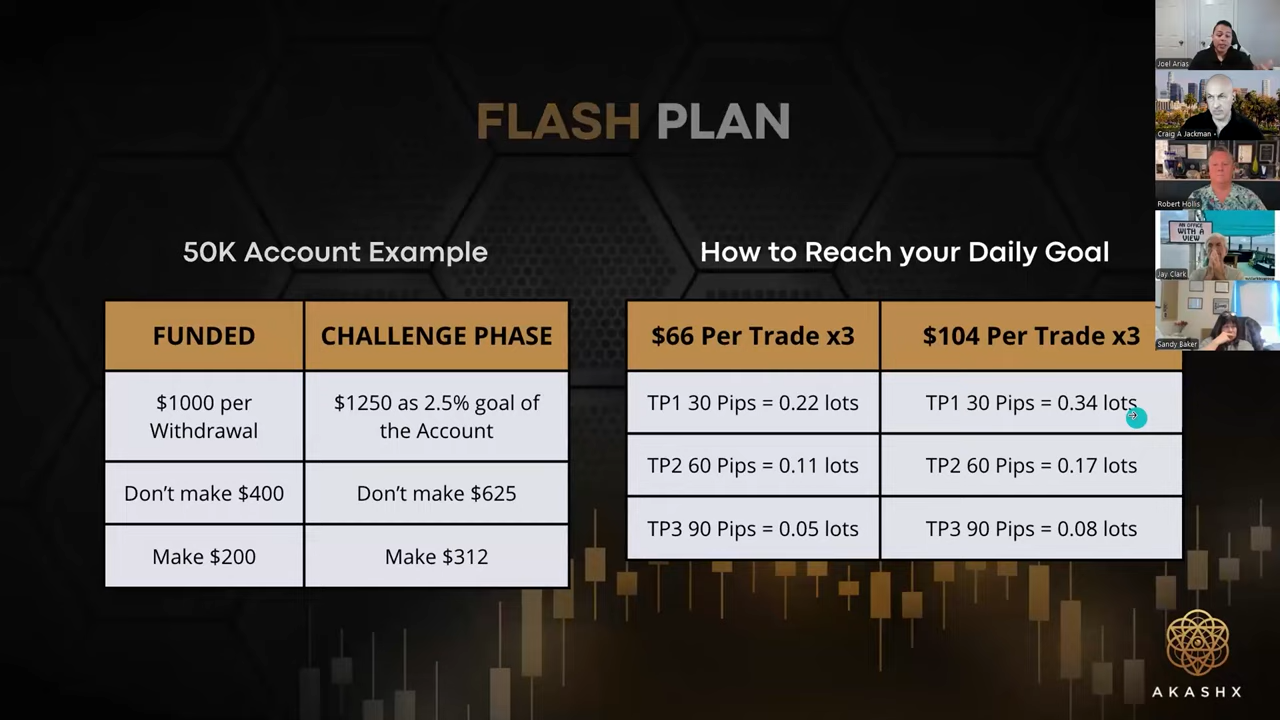 FLASH PLAN
50K Account Example
FUNDED
CHALLENGE PHASE
$1000 per
Withdrawal
$1250 as 2.5% goal of
the Account
Don't make $400
Don't make $625
Make $200
Make $312
How to Reach your Daily Goal
$66 Per Trade x3
$104 Per Trade x3
TP1 30 Pips = 0.22 lots
TP1 30 Pips = 0.34 lots
TP2 60 Pips = 0.11 lots
TP2 60 Pips = 0.17 lots
TP3 90 Pips = 0.05 lots
TP3 90 Pips = 0.08 lots
Joel Arias
Craig A Jackman -
Robert Hollis
AN OFFICE
WITH A
VIEW
Jay Clark
Sandy Baker
AKASHX